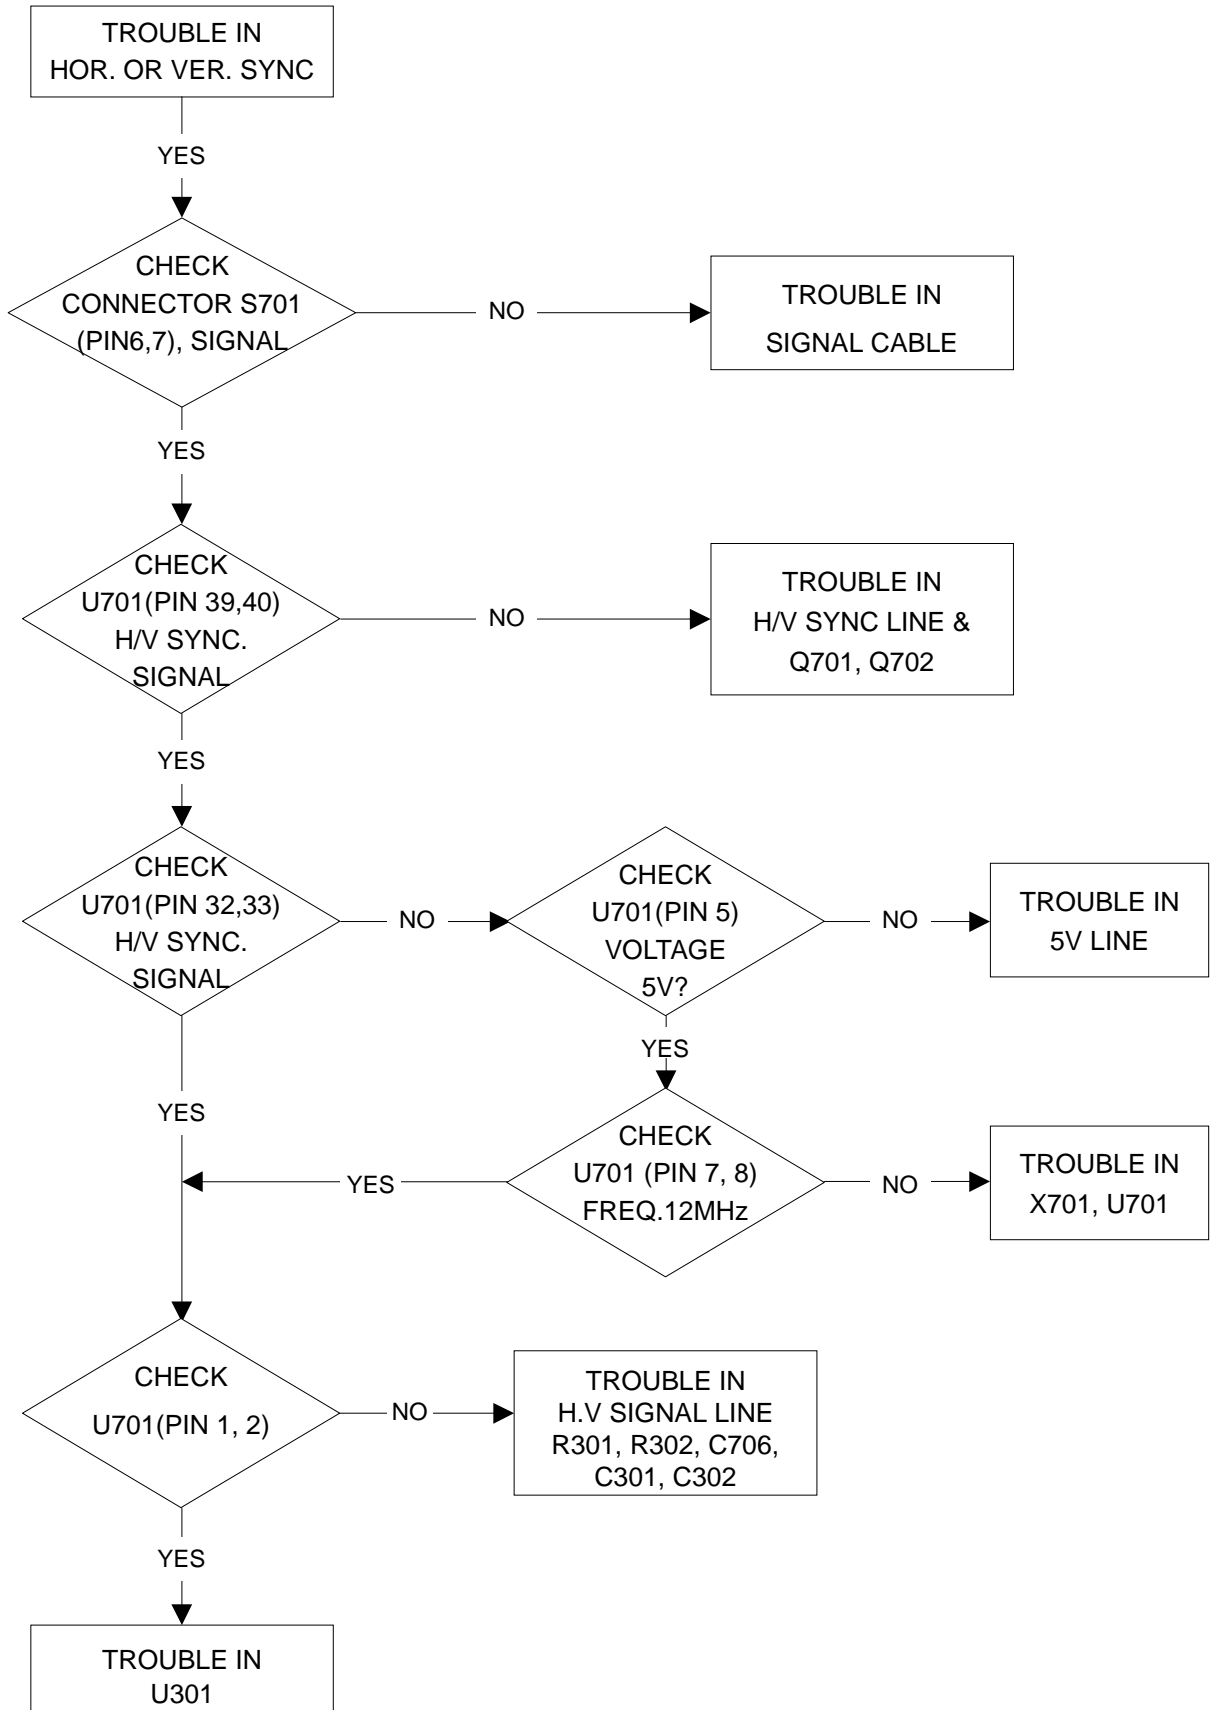 TROUBLE IN
HOR. OR VER. SYNC
YES
CHECK
CONNECTOR S701
(PIN6,7), SIGNAL
NO
TROUBLE IN
SIGNAL CABLE
YES
CHECK
U701(PIN 39,40)
H/V SYNC.
SIGNAL
NO
TROUBLE IN
H/V SYNC LINE &
Q701, Q702
YES
CHECK
U701(PIN 32,33)
H/V SYNC.
SIGNAL
NO
CHECK
U701(PIN 5)
VOLTAGE
5V?
NO
TROUBLE IN
5V LINE
YES
YES
CHECK
U701 (PIN 7, 8)
FREQ.12MHz
YES
NO
TROUBLE IN
X701, U701
CHECK
U701(PIN 1, 2)
NO
TROUBLE IN
H.V SIGNAL LINE
R301, R302, C706,
C301, C302
YES
TROUBLE IN
U301